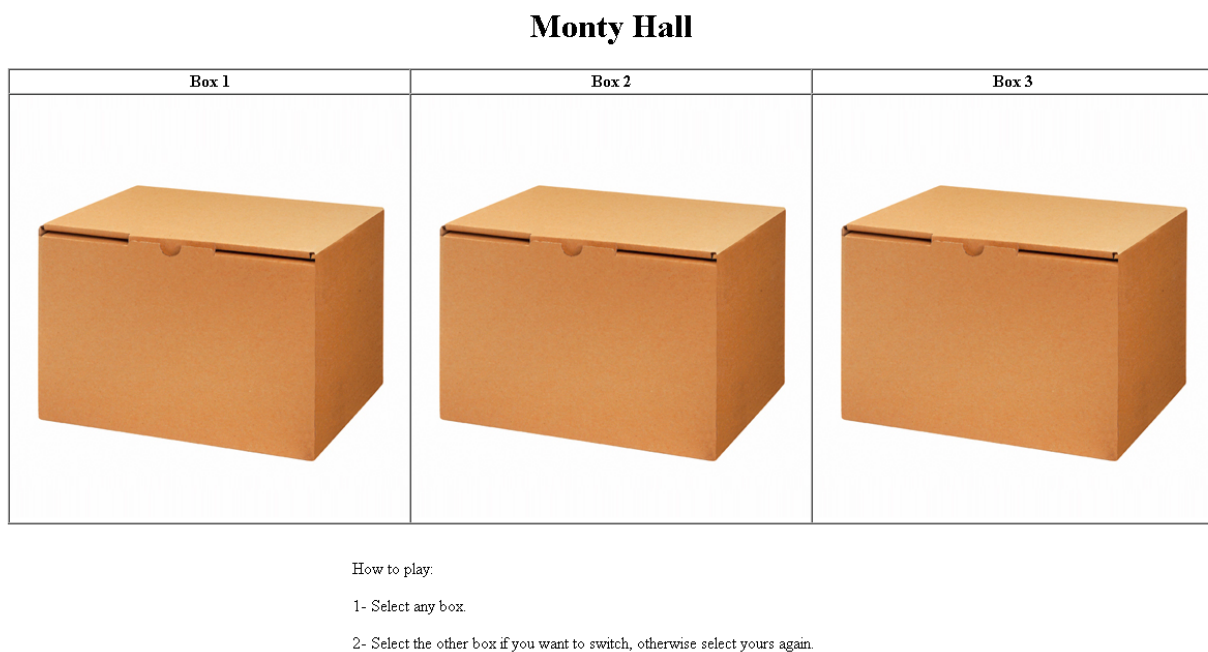 Monty Hall
Box 1
Box 2
Box 3
How to play:
1- Select any box.
2- Select the other box if you want to switch, otherwise select yours again.